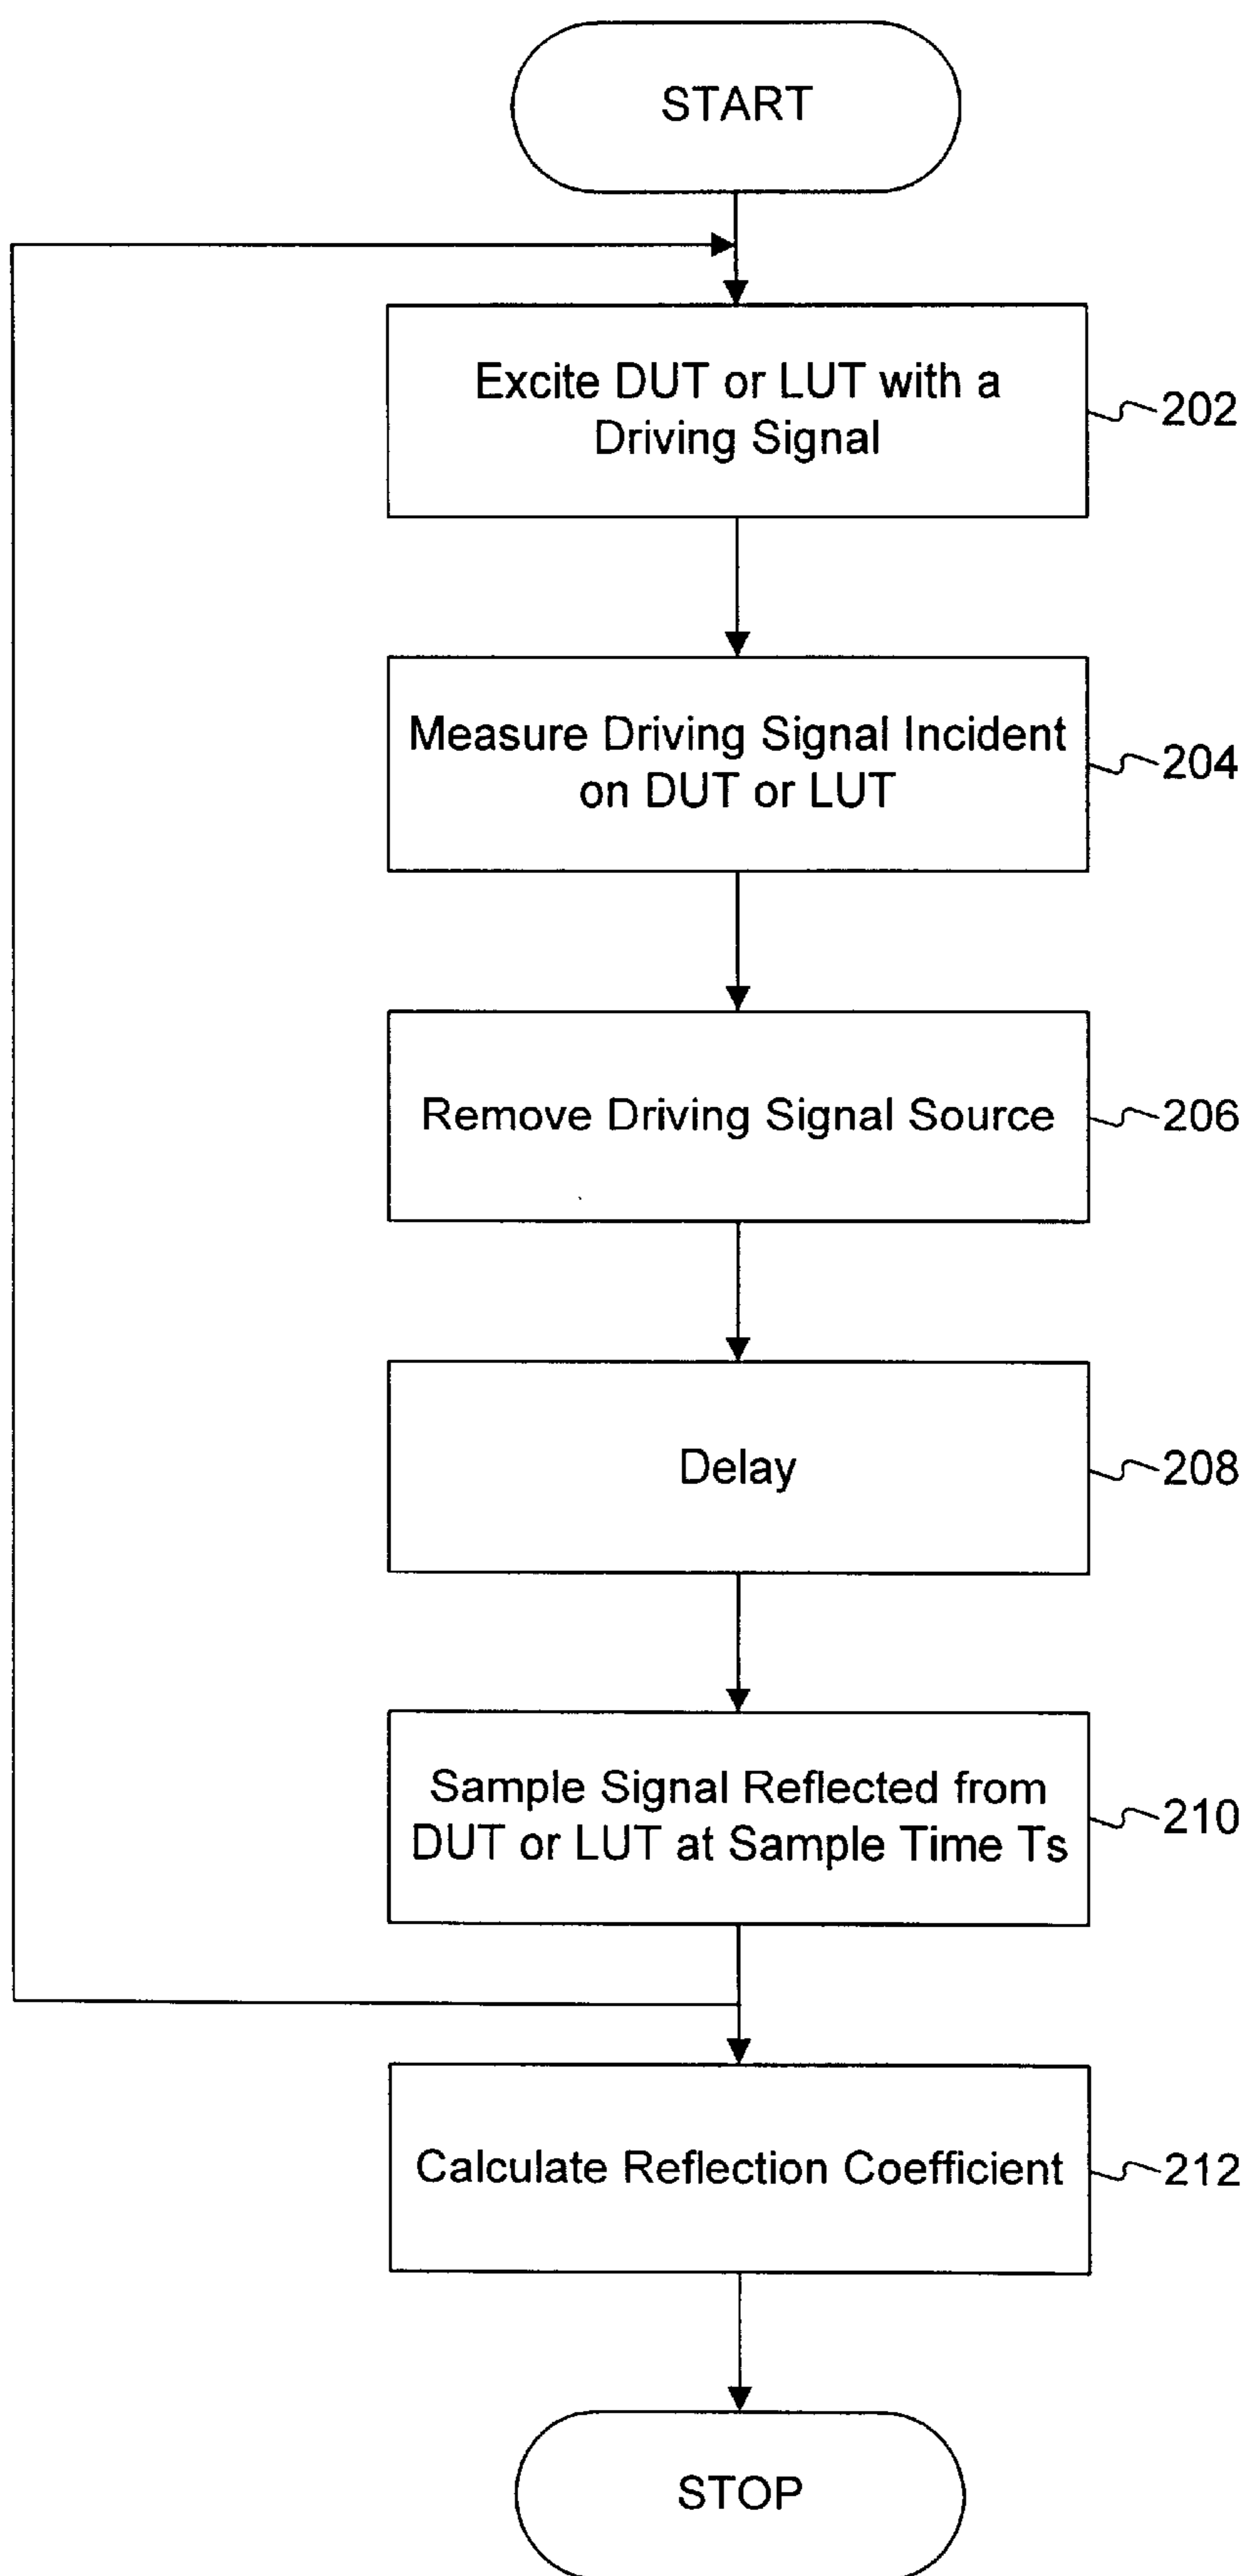 START
Excite DUT or LUT with a
Driving Signal
202
Measure Driving Signal Incident
on DUT or LUT
204
Remove Driving Signal Source
206
Delay
208
Sample Signal Reflected from
DUT or LUT at Sample Time Ts
210
Calculate Reflection Coefficient
212
STOP